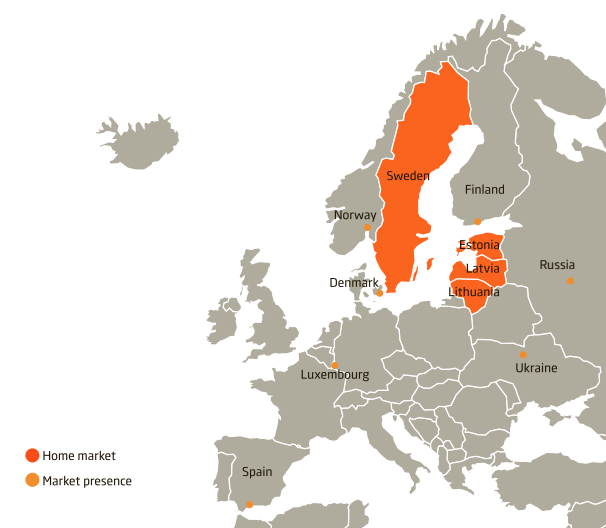 Sweden
Finland
Norway
Estonia
Russia
Latvia
Denmark
Lithuania
Ukraine
Luxembourg
Home market
Spain
Market presence